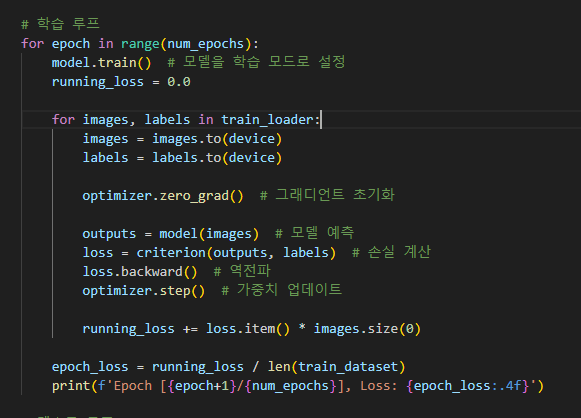 # 학습 루프
for epoch in range(num_epochs):
    model.train()  # 모델을 학습 모드로 설정
    running_loss = 0.0
    for images, labels in train_loader:
        images = images.to(device)
        labels = labels.to(device)
        optimizer.zero_grad()  # 그래디언트 초기화
        outputs = model(images)  # 모델 예측
        loss = criterion(outputs, labels)  # 손실 계산
        loss.backward()  # 역전파
        optimizer.step()  # 가중치 업데이트
        running_loss += loss.item() * images.size(0)
    epoch_loss = running_loss / len(train_dataset)
    print(f'Epoch [{epoch+1}/{num_epochs}], Loss: {epoch_loss:.4f}')